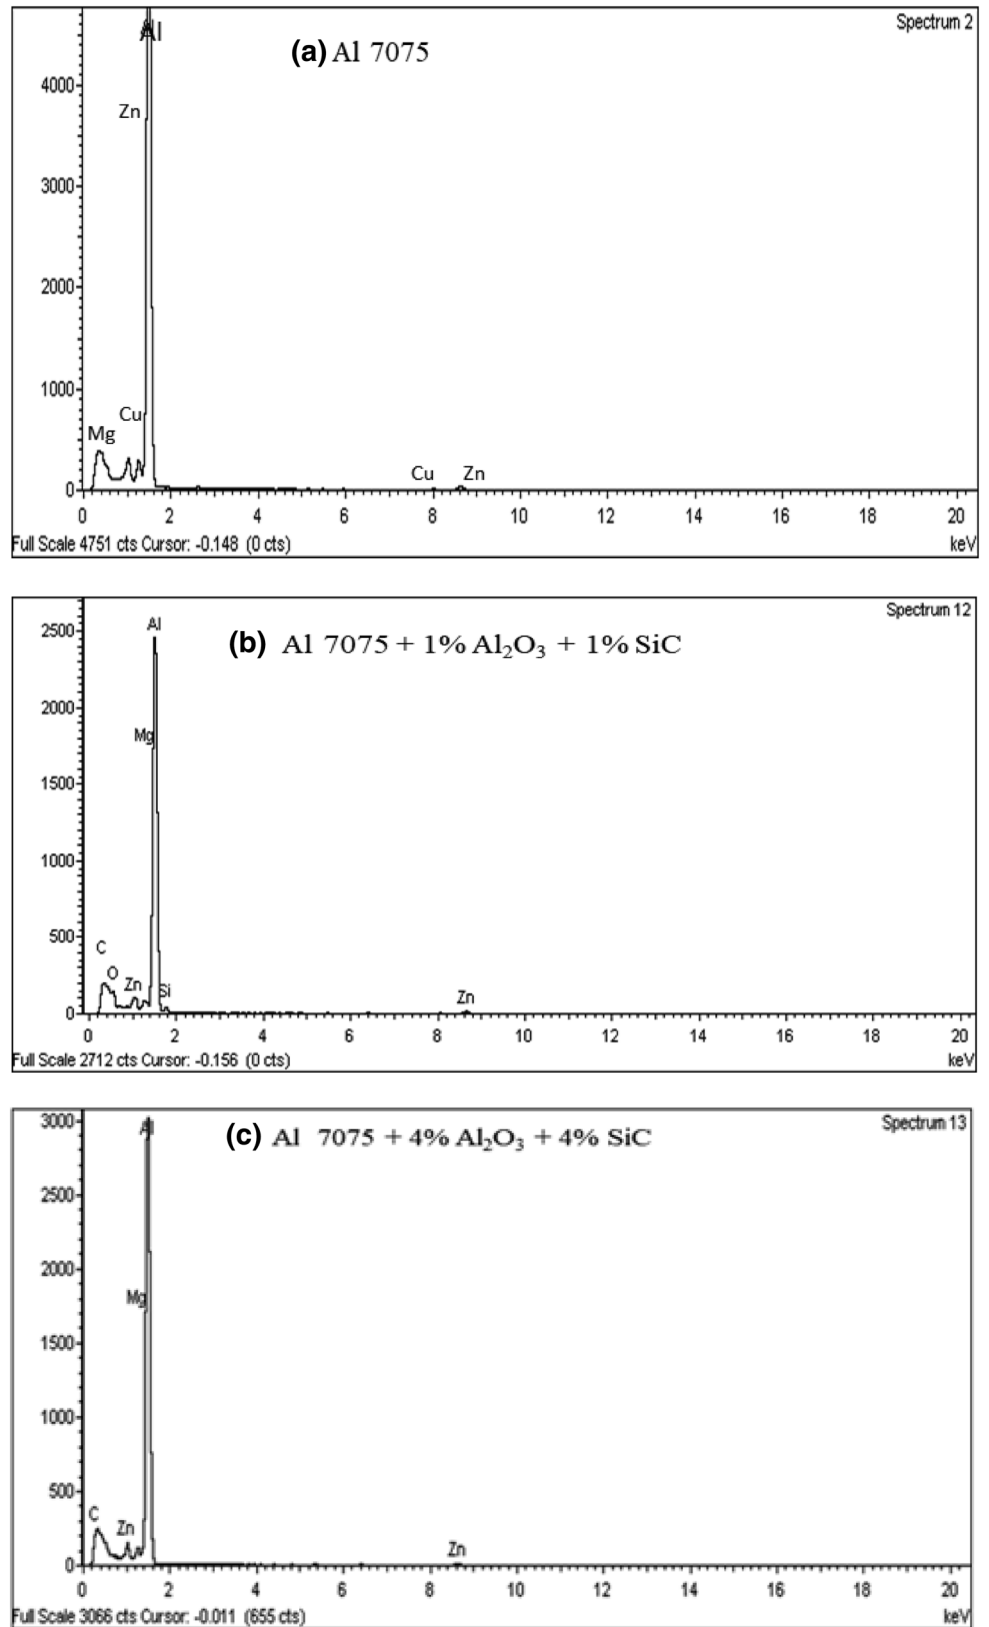 Spectrum 2
(a) Al 7075
Al
4000
Zn
3000
2000
1000
Cu
Mg
Cu Zn
0
0 2 4 6 8 10 12 14 16 18 20
Full Scale 4751 cts Cursor: -0.148 (0 cts) keV
Spectrum 12
(b) Al 7075 + 1% Al₂O₃ + 1% SiC
Al
2500
2000
Mg
1500
1000
500
C
O
Zn
Si
Zn
0
0 2 4 6 8 10 12 14 16 18 20
Full Scale 2712 cts Cursor: -0.156 (0 cts) keV
Spectrum 13
(c) Al 7075 + 4% Al₂O₃ + 4% SiC
3000
Al
2500
2000
Mg
1500
1000
500
C
Zn
Zn
0
0 2 4 6 8 10 12 14 16 18 20
Full Scale 3066 cts Cursor: -0.011 (655 cts) keV